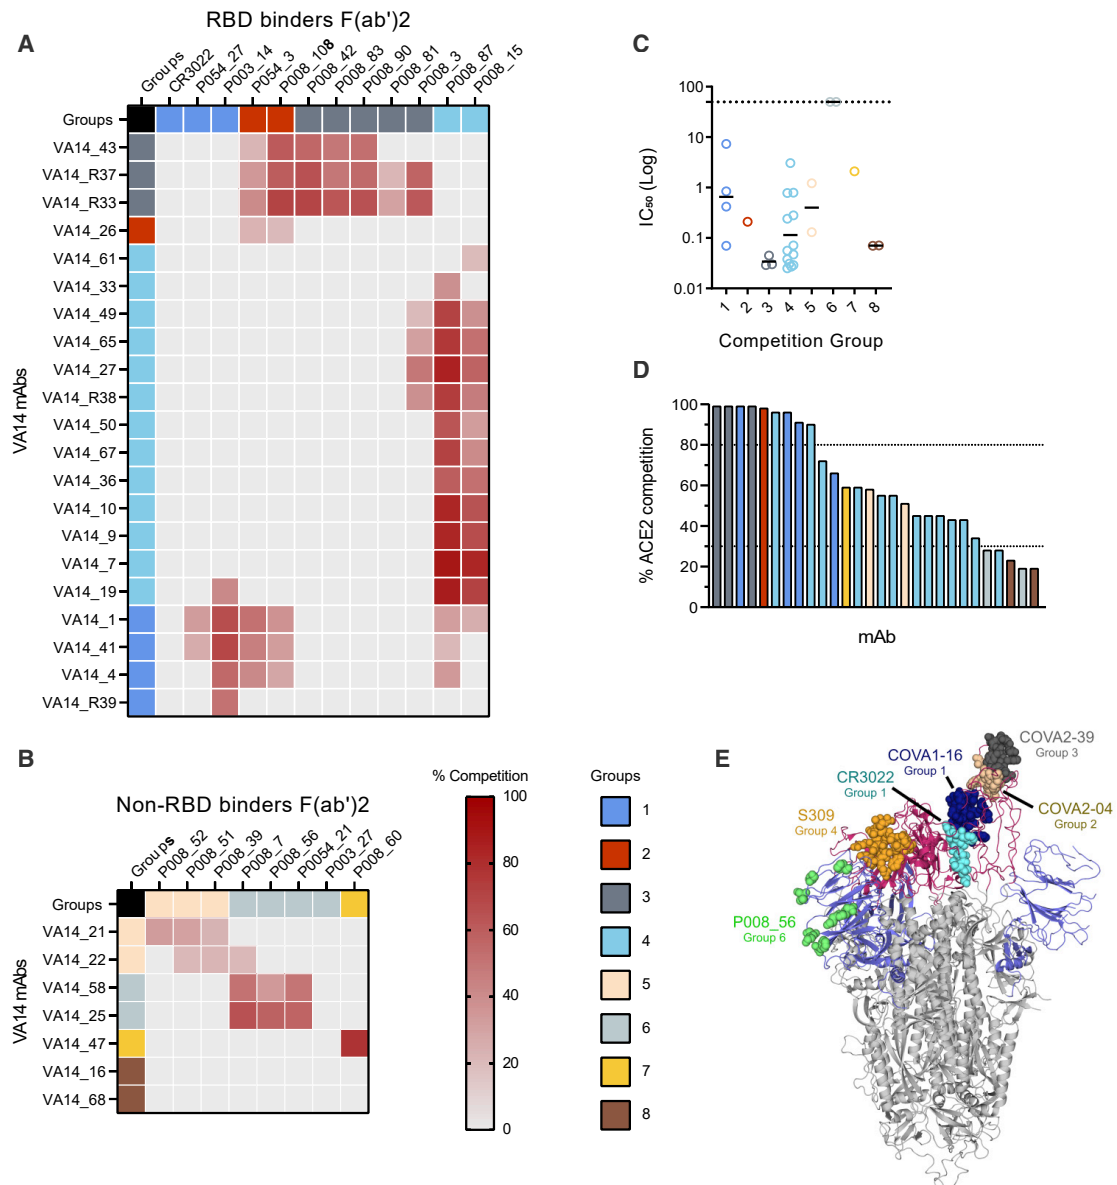 RBD binders F(ab')2
A
Groups
CR3022
P054_27
P003_14
P054_3
P008_108
P008_42
P008_83
P008_90
P008_81
P008_3
P008_87
P008_15
Groups
VA14_43
VA14_R37
VA14_R33
VA14_26
VA14_61
VA14_33
VA14_49
VA14_65
VA14_27
VA14_R38
VA14_50
VA14_67
VA14_36
VA14_10
VA14_9
VA14_7
VA14_19
VA14_1
VA14_41
VA14_4
VA14_R39
VA14 mAbs
B
Non-RBD binders F(ab')2
Groups
P008_52
P008_51
P008_39
P008_7
P008_56
P0054_21
P003_27
P008_60
Groups
VA14_21
VA14_22
VA14_58
VA14_25
VA14_47
VA14_16
VA14_68
VA14 mAbs
% Competition
100
80
60
40
20
0
Groups
1
2
3
4
5
6
7
8
C
100
10
1
0.1
0.01
IC₅₀ (Log)
1 2 3 4 5 6 7 8
Competition Group
D
100
80
60
40
20
0
% ACE2 competition
mAb
E
COVA2-39
Group 3
COVA1-16
Group 1
CR3022
Group 1
COVA2-04
Group 2
S309
Group 4
P008_56
Group 6